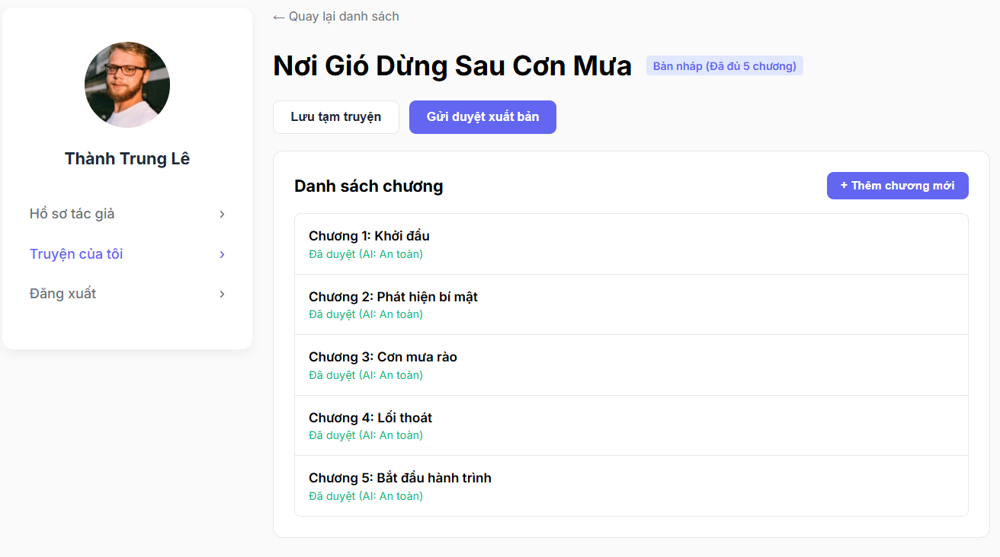 ← Quay lại danh sách
Nơi Gió Dừng Sau Cơn Mưa
Bản nháp (Đã đủ 5 chương)
Lưu tạm truyện
Gửi duyệt xuất bản
Thành Trung Lê
Hồ sơ tác giả ›
Truyện của tôi ›
Đăng xuất ›
Danh sách chương
+ Thêm chương mới
Chương 1: Khởi đầu
Đã duyệt (AI: An toàn)
Chương 2: Phát hiện bí mật
Đã duyệt (AI: An toàn)
Chương 3: Cơn mưa rào
Đã duyệt (AI: An toàn)
Chương 4: Lối thoát
Đã duyệt (AI: An toàn)
Chương 5: Bắt đầu hành trình
Đã duyệt (AI: An toàn)